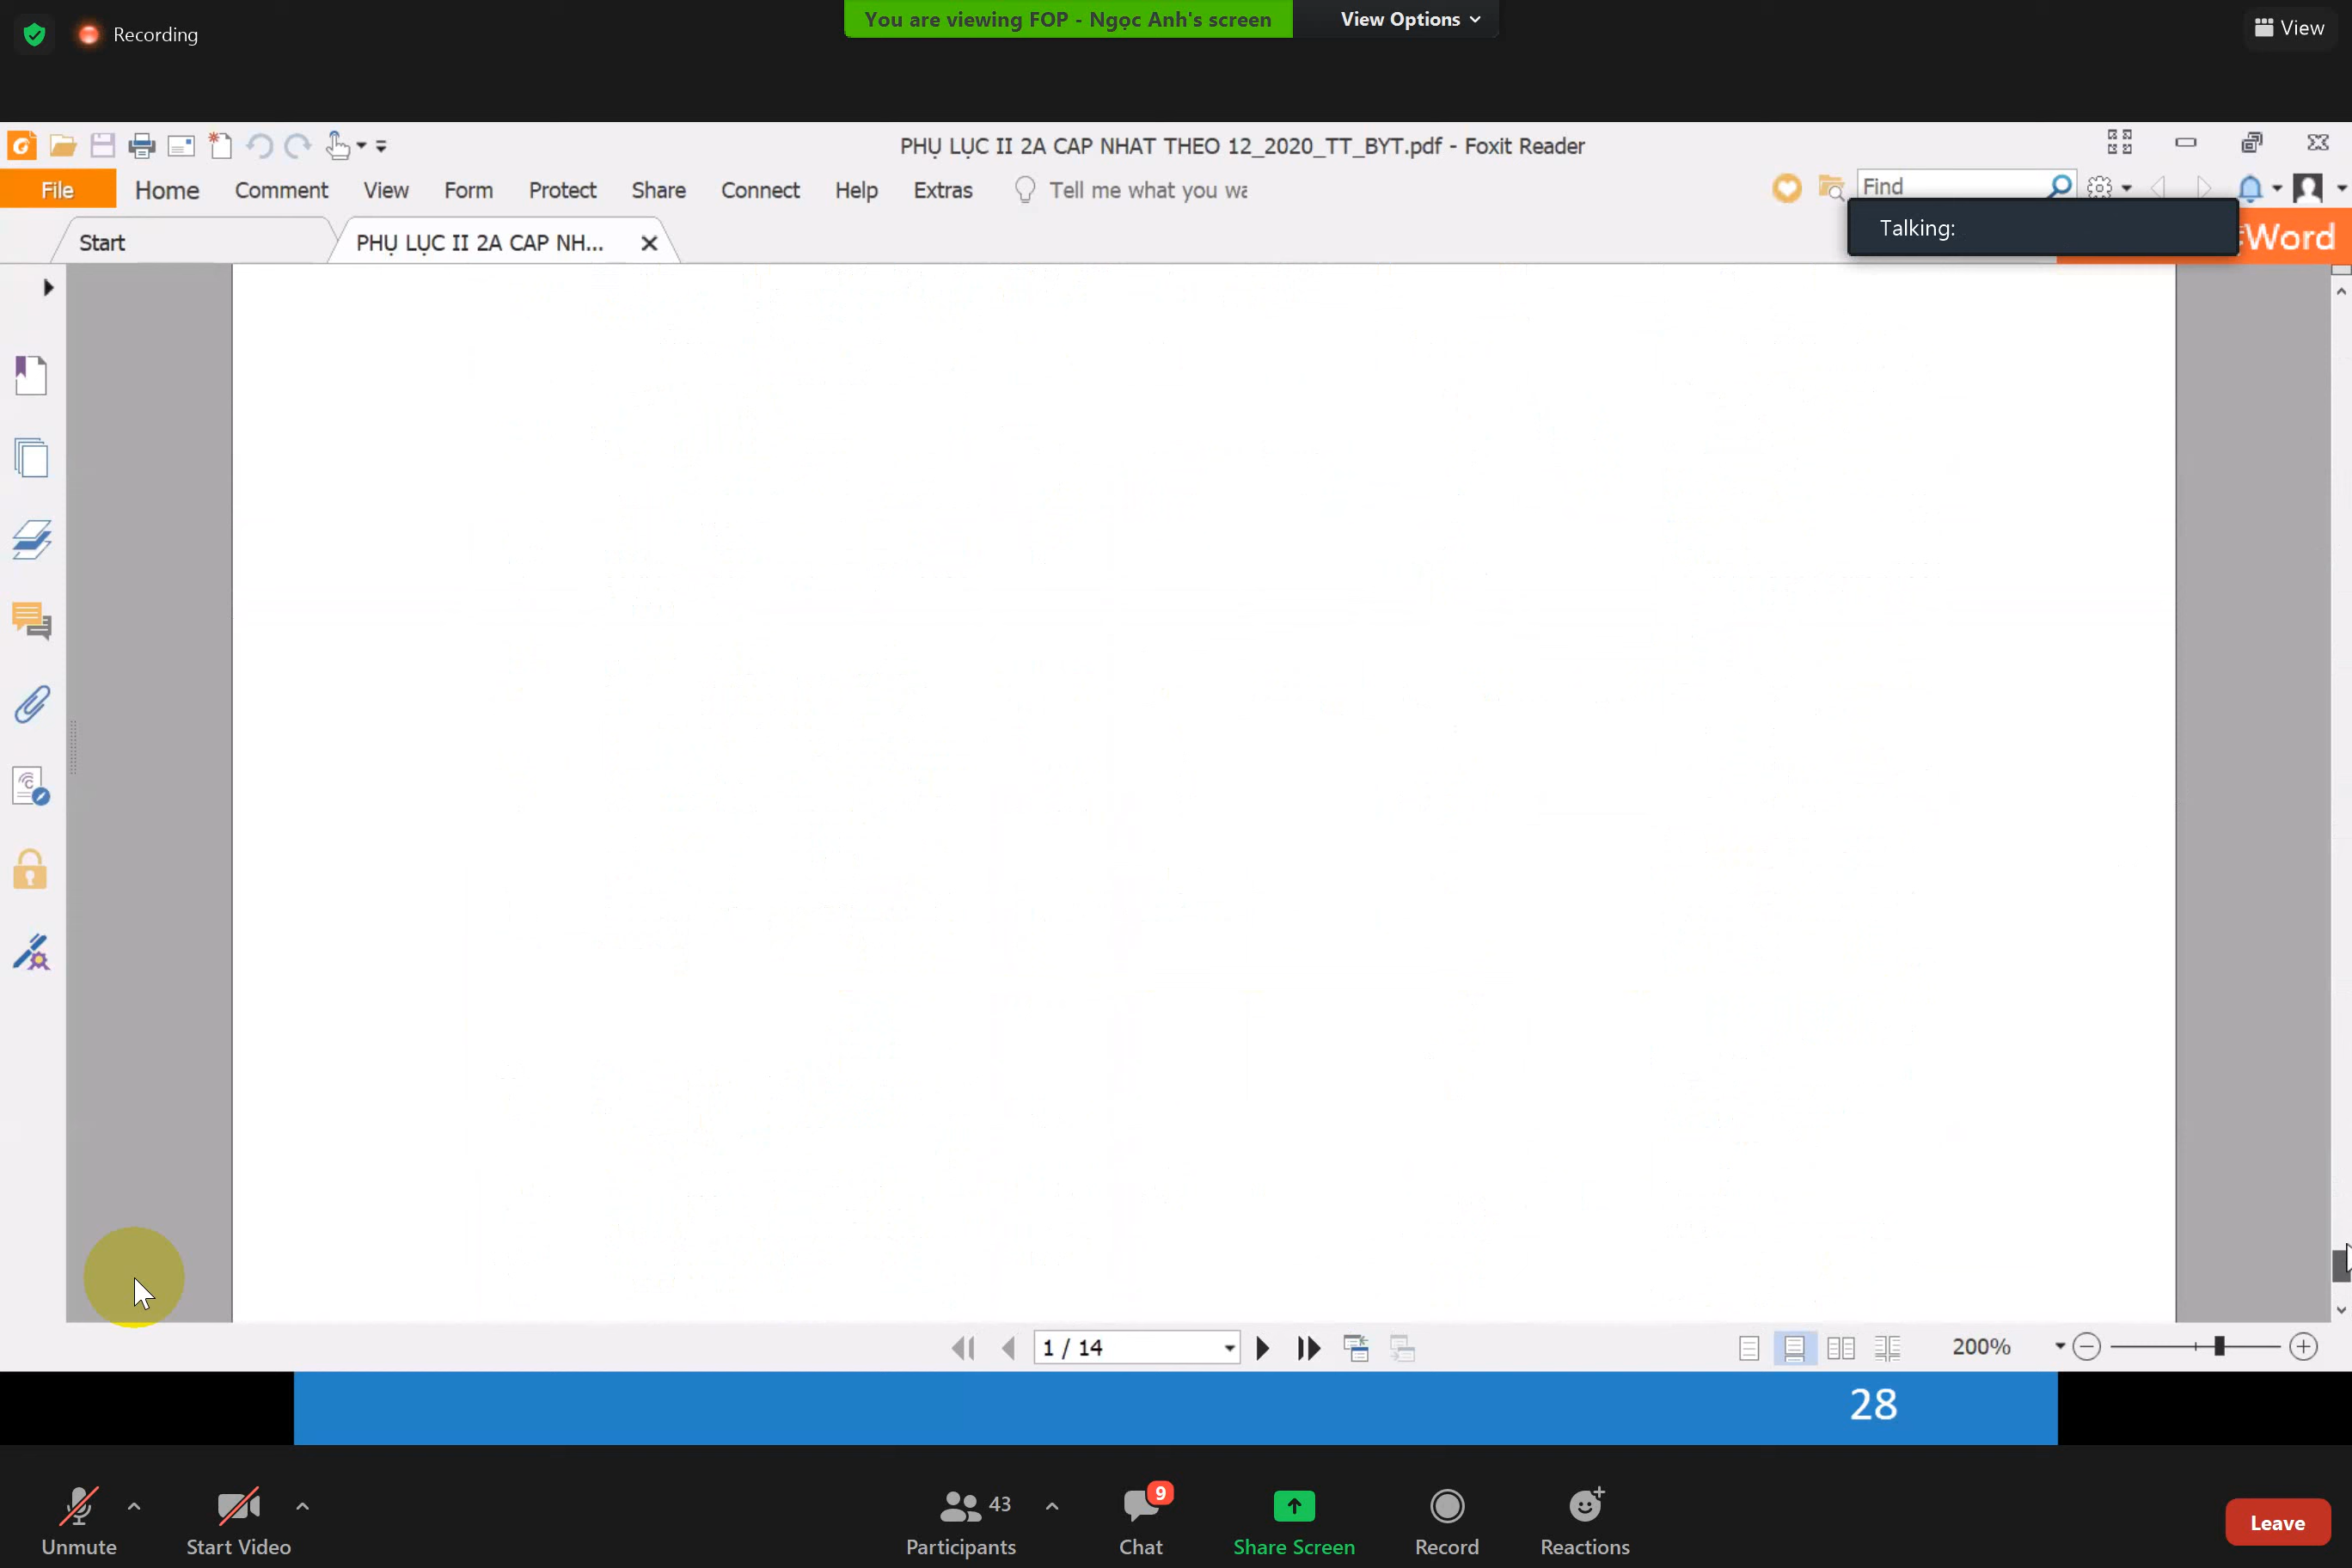 Recording
You are viewing FOP - Ngọc Anh's screen
View Options
View
PHỤ LỤC II 2A CAP NHAT THEO 12_2020_TT_BYT.pdf - Foxit Reader
File Home Comment View Form Protect Share Connect Help Extras Tell me what you wa
Find
Talking:
Word
Start
PHỤ LỤC II 2A CAP NH...
1 / 14
200%
28
Unmute
Start Video
43
Participants
9
Chat
Share Screen
Record
Reactions
Leave